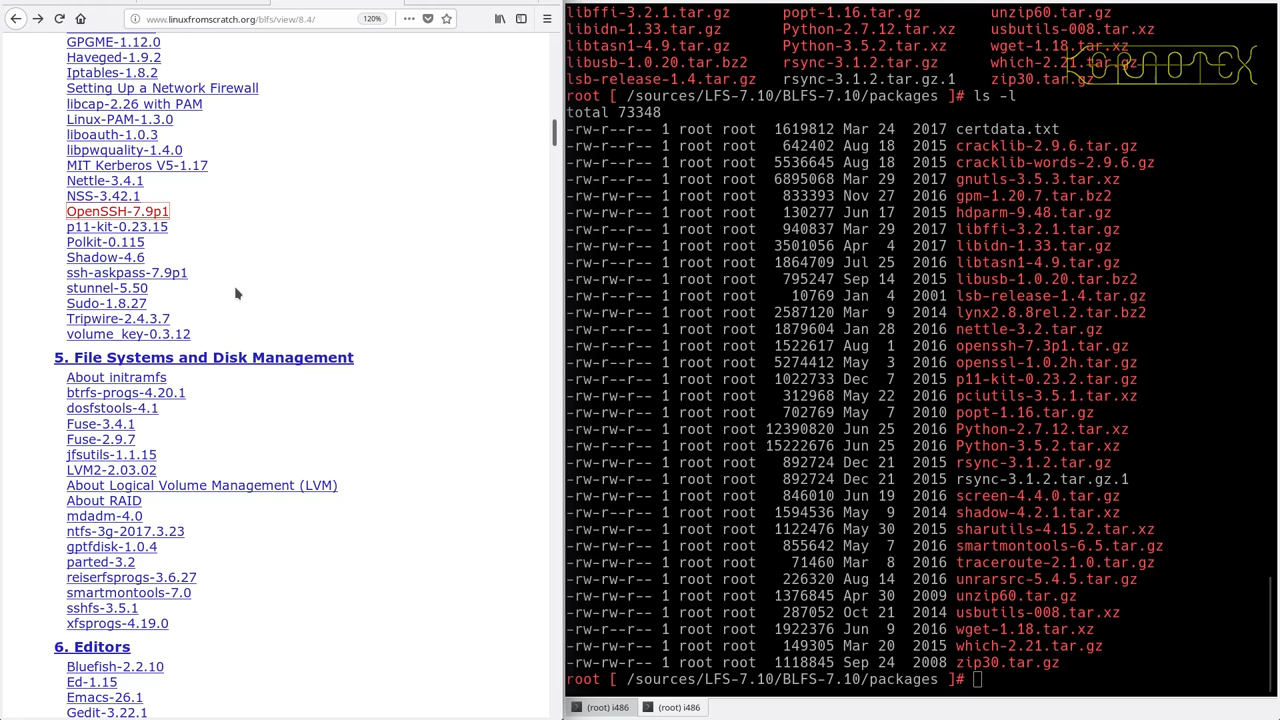 www.linuxfromscratch.org/blfs/view/8.4/
120%
GPGME-1.12.0
Haveged-1.9.2
Iptables-1.8.2
Setting Up a Network Firewall
libcap-2.26 with PAM
Linux-PAM-1.3.0
liboauth-1.0.3
libpwquality-1.4.0
MIT Kerberos V5-1.17
Nettle-3.4.1
NSS-3.42.1
OpenSSH-7.9p1
p11-kit-0.23.15
Polkit-0.115
Shadow-4.6
ssh-askpass-7.9p1
stunnel-5.50
Sudo-1.8.27
Tripwire-2.4.3.7
volume_key-0.3.12
5. File Systems and Disk Management
About initramfs
btrfs-progs-4.20.1
dosfstools-4.1
Fuse-3.4.1
Fuse-2.9.7
jfsutils-1.1.15
LVM2-2.03.02
About Logical Volume Management (LVM)
About RAID
mdadm-4.0
ntfs-3g-2017.3.23
gptfdisk-1.0.4
parted-3.2
reiserfsprogs-3.6.27
smartmontools-7.0
sshfs-3.5.1
xfsprogs-4.19.0
6. Editors
Bluefish-2.2.10
Ed-1.15
Emacs-26.1
Gedit-3.22.1
libffi-3.2.1.tar.gz popt-1.16.tar.gz unzip60.tar.gz
libidn-1.33.tar.gz Python-2.7.12.tar.xz usbutils-008.tar.xz
libtasn1-4.9.tar.gz Python-3.5.2.tar.xz wget-1.18.tar.xz
libusb-1.0.20.tar.bz2 rsync-3.1.2.tar.gz which-2.21.tar.gz
lsb-release-1.4.tar.gz rsync-3.1.2.tar.gz.1 zip30.tar.gz
root [ /sources/LFS-7.10/BLFS-7.10/packages ]# ls -l
total 73348
-rw-r--r-- 1 root root 1619812 Mar 24 2017 certdata.txt
-rw-r--r-- 1 root root 642402 Aug 18 2015 cracklib-2.9.6.tar.gz
-rw-r--r-- 1 root root 5536645 Aug 18 2015 cracklib-words-2.9.6.gz
-rw-r--r-- 1 root root 6895068 Mar 29 2017 gnutls-3.5.3.tar.xz
-rw-r--r-- 1 root root 833393 Nov 27 2016 gpm-1.20.7.tar.bz2
-rw-r--r-- 1 root root 130277 Jun 17 2015 hdparm-9.48.tar.gz
-rw-r--r-- 1 root root 940837 Mar 29 2017 libffi-3.2.1.tar.gz
-rw-r--r-- 1 root root 3501056 Apr 4 2017 libidn-1.33.tar.gz
-rw-r--r-- 1 root root 1864709 Jul 25 2016 libtasn1-4.9.tar.gz
-rw-r--r-- 1 root root 795247 Sep 14 2015 libusb-1.0.20.tar.bz2
-rw-r--r-- 1 root root 10769 Jan 4 2001 lsb-release-1.4.tar.gz
-rw-r--r-- 1 root root 2587120 Mar 9 2014 lynx2.8.8rel.2.tar.bz2
-rw-r--r-- 1 root root 1879604 Jan 28 2016 nettle-3.2.tar.gz
-rw-r--r-- 1 root root 1522617 Aug 1 2016 openssh-7.3p1.tar.gz
-rw-r--r-- 1 root root 5274412 May 3 2016 openssl-1.0.2h.tar.gz
-rw-r--r-- 1 root root 1022733 Dec 7 2015 p11-kit-0.23.2.tar.gz
-rw-r--r-- 1 root root 312968 May 22 2016 pciutils-3.5.1.tar.xz
-rw-r--r-- 1 root root 702769 May 7 2010 popt-1.16.tar.gz
-rw-r--r-- 1 root root 12390820 Jun 25 2016 Python-2.7.12.tar.xz
-rw-r--r-- 1 root root 15222676 Jun 25 2016 Python-3.5.2.tar.xz
-rw-r--r-- 1 root root 892724 Dec 21 2015 rsync-3.1.2.tar.gz
-rw-r--r-- 1 root root 892724 Dec 21 2015 rsync-3.1.2.tar.gz.1
-rw-r--r-- 1 root root 846010 Jun 19 2016 screen-4.4.0.tar.gz
-rw-r--r-- 1 root root 1594536 May 9 2014 shadow-4.2.1.tar.xz
-rw-r--r-- 1 root root 1122476 May 30 2015 sharutils-4.15.2.tar.xz
-rw-r--r-- 1 root root 855642 May 7 2016 smartmontools-6.5.tar.gz
-rw-r--r-- 1 root root 71460 Mar 8 2016 traceroute-2.1.0.tar.gz
-rw-r--r-- 1 root root 226320 Aug 14 2016 unrarsrc-5.4.5.tar.gz
-rw-r--r-- 1 root root 1376845 Apr 30 2009 unzip60.tar.gz
-rw-r--r-- 1 root root 287052 Oct 21 2014 usbutils-008.tar.xz
-rw-r--r-- 1 root root 1922376 Jun 9 2016 wget-1.18.tar.xz
-rw-r--r-- 1 root root 149305 Mar 20 2015 which-2.21.tar.gz
-rw-r--r-- 1 root root 1118845 Sep 24 2008 zip30.tar.gz
root [ /sources/LFS-7.10/BLFS-7.10/packages ]#
(root) i486 (root) i486